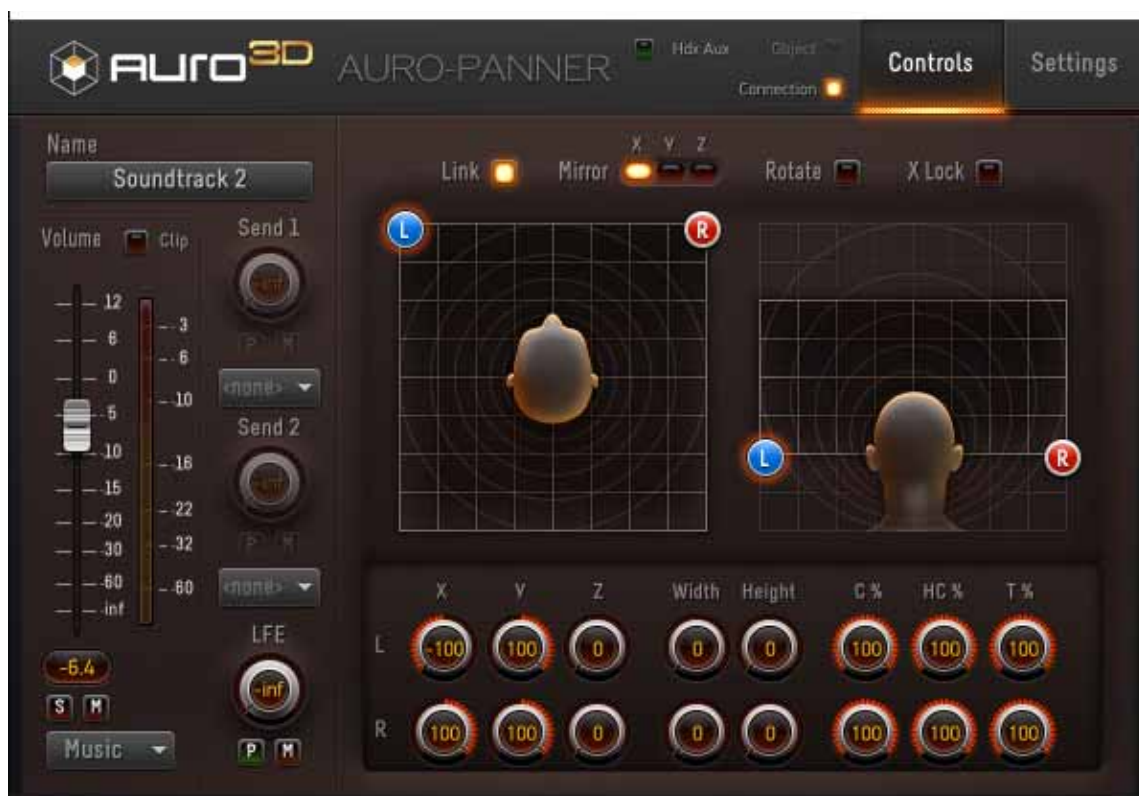 AURO 3D AURO-PANNER Hdx Aux Object Connection Controls Settings
Name
Soundtrack 2
Link Mirror X Y Z Rotate X Lock
Volume Clip
12
6
0
5
10
15
20
30
60
inf
3
6
10
16
22
32
60
-6.4
S M
Music
Send 1
-inf
P M
<none>
Send 2
-inf
P M
<none>
LFE
-inf
P M
L R
L R
X Y Z Width Height C % HC % T %
L -100 100 0 0 0 100 100 100
R 100 100 0 0 0 100 100 100